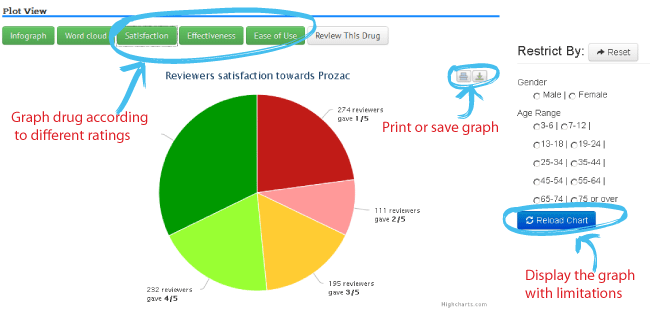 Plot View
Infograph Word cloud Satisfaction Effectiveness Ease of Use Review This Drug
Reviewers satisfaction towards Prozac
Graph drug according
to different ratings
274 reviewers
gave 1/5
Print or save graph
111 reviewers
gave 2/5
195 reviewers
gave 3/5
232 reviewers
gave 4/5
Highcharts.com
Restrict By: Reset
Gender
Male | Female
Age Range
3-6 | 7-12 |
13-18 | 19-24 |
25-34 | 35-44 |
45-54 | 55-64 |
65-74 | 75 or over
Reload Chart
Display the graph
with limitations